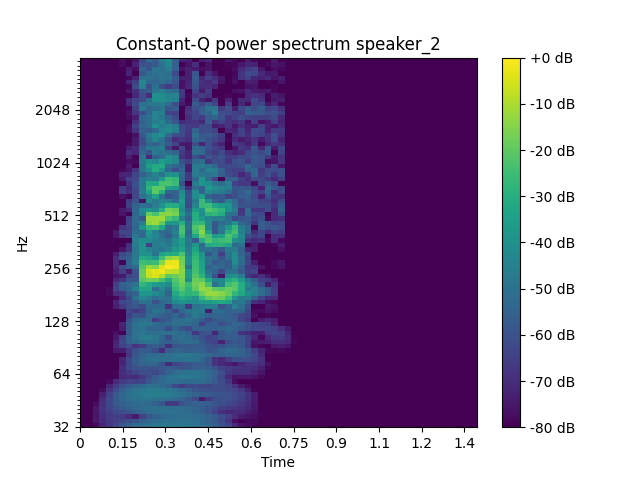 Constant-Q power spectrum speaker_2
Hz
2048
1024
512
256
128
64
32
0 0.15 0.3 0.45 0.6 0.75 0.9 1.1 1.2 1.4
Time
+0 dB
-10 dB
-20 dB
-30 dB
-40 dB
-50 dB
-60 dB
-70 dB
-80 dB